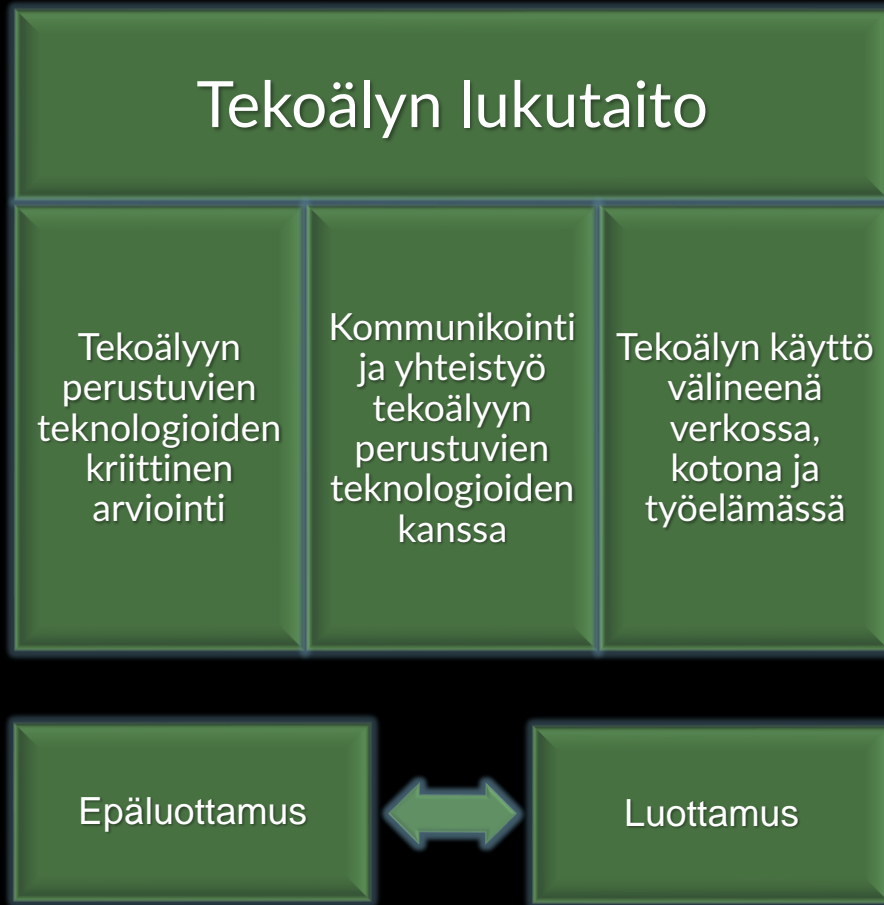 Tekoälyn lukutaito
Tekoälyyn
perustuvien
teknologioiden
kriittinen
arviointi
Kommunikointi
ja yhteistyö
tekoälyyn
perustuvien
teknologioiden
kanssa
Tekoälyn käyttö
välineenä
verkossa,
kotona ja
työelämässä
Epäluottamus
Luottamus